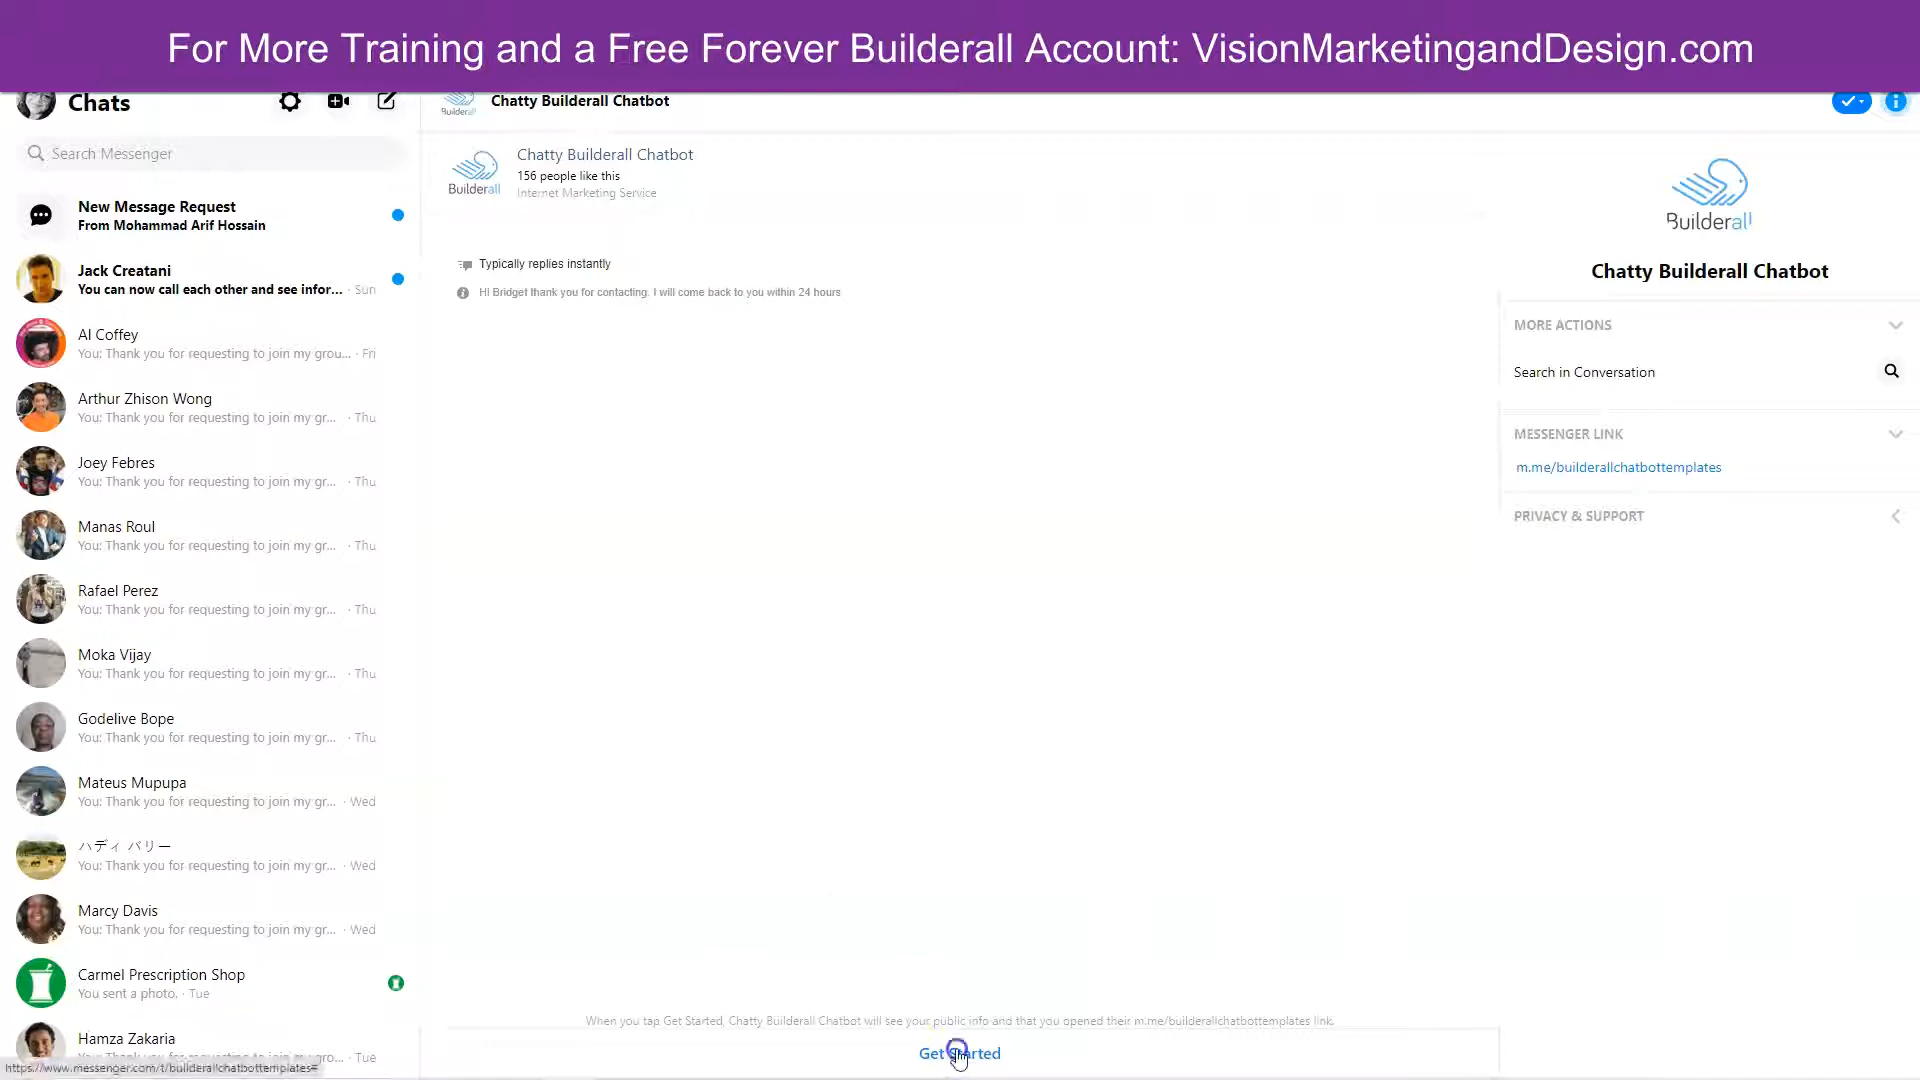 For More Training and a Free Forever Builderall Account: VisionMarketingandDesign.com
Chats
Search Messenger
New Message Request
From Mohammad Arif Hossain
Jack Creatani
You can now call each other and see infor... · Sun
Al Coffey
You: Thank you for requesting to join my grou... · Fri
Arthur Zhison Wong
You: Thank you for requesting to join my gr... · Thu
Joey Febres
You: Thank you for requesting to join my gr... · Thu
Manas Roul
You: Thank you for requesting to join my gr... · Thu
Rafael Perez
You: Thank you for requesting to join my gr... · Thu
Moka Vijay
You: Thank you for requesting to join my gr... · Thu
Godelive Bope
You: Thank you for requesting to join my gr... · Thu
Mateus Mupupa
You: Thank you for requesting to join my gr... · Wed
ハディ バリー
You: Thank you for requesting to join my gr... · Wed
Marcy Davis
You: Thank you for requesting to join my gr... · Wed
Carmel Prescription Shop
You sent a photo. · Tue
Hamza Zakaria
You: Thank you for requesting to join my gro... · Tue
https://www.messenger.com/t/builderallchatbottemplates#
Builderall
Chatty Builderall Chatbot
Builderall
Chatty Builderall Chatbot
156 people like this
Internet Marketing Service
Typically replies instantly
Hi Bridget thank you for contacting. I will come back to you within 24 hours
When you tap Get Started, Chatty Builderall Chatbot will see your public info and that you opened their m.me/builderallchatbottemplates link.
Get Started
Builderall
Chatty Builderall Chatbot
MORE ACTIONS
Search in Conversation
MESSENGER LINK
m.me/builderallchatbottemplates
PRIVACY & SUPPORT